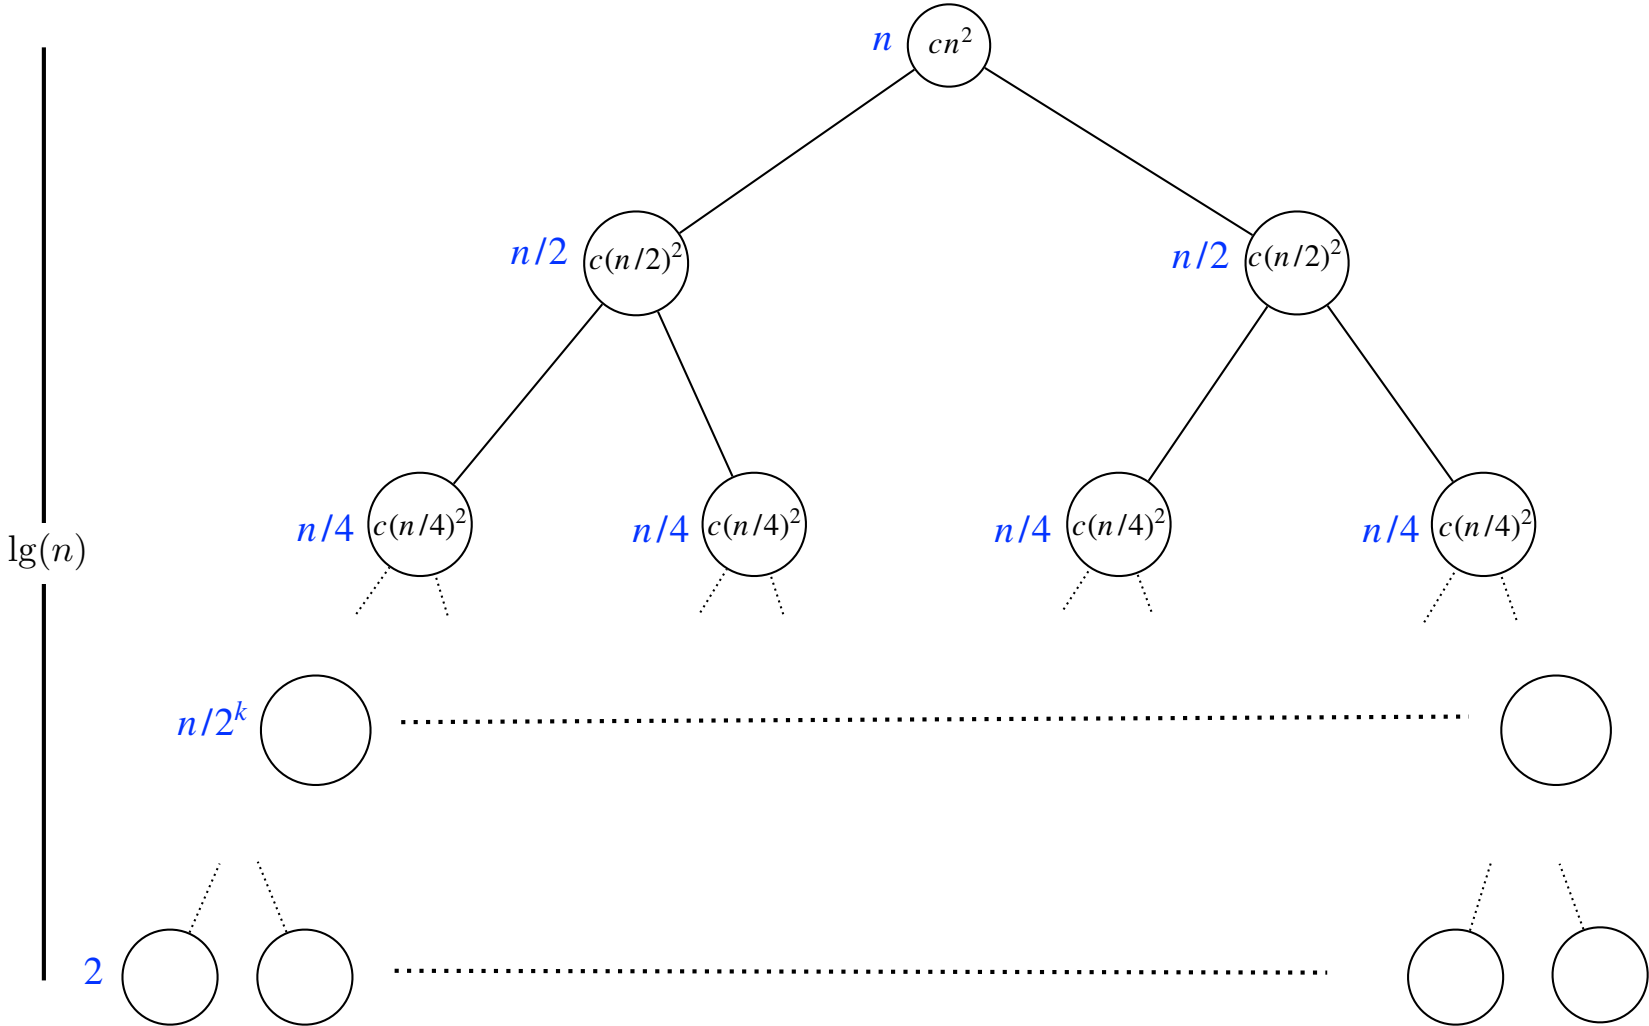 n cn²
n/2 c(n/2)² n/2 c(n/2)²
n/4 c(n/4)² n/4 c(n/4)² n/4 c(n/4)² n/4 c(n/4)²
lg(n)
n/2ᵏ
2